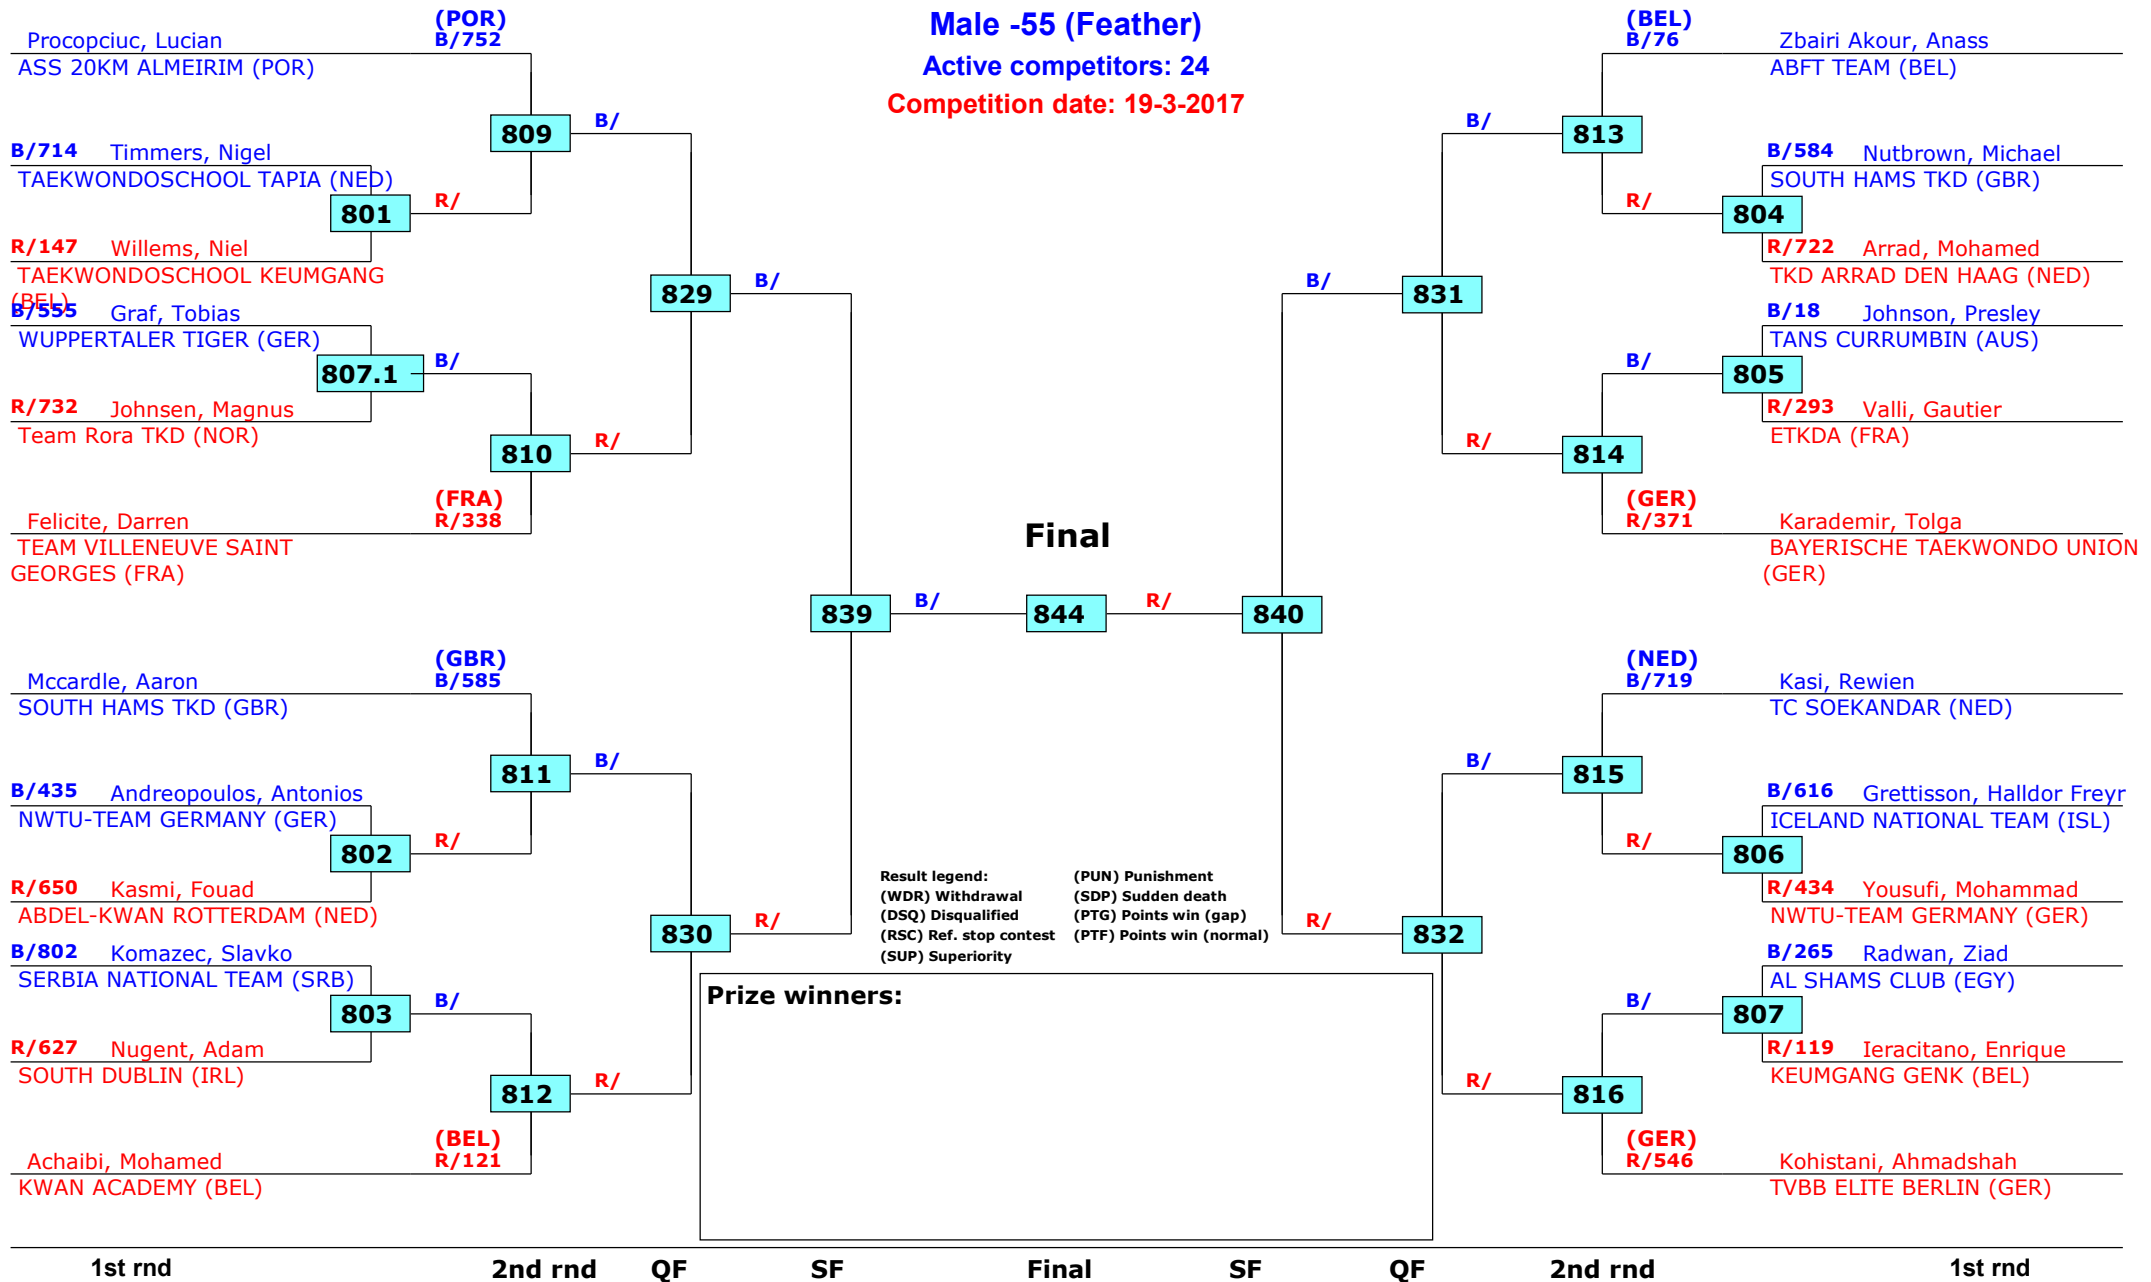 Male -55 (Feather)
Active competitors: 24
Competition date: 19-3-2017
(POR)
Procopciuc, Lucian B/752
ASS 20KM ALMEIRIM (POR)
809
B/
B/714 Timmers, Nigel
TAEKWONDOSCHOOL TAPIA (NED)
801
R/
R/147 Willems, Niel
TAEKWONDOSCHOOL KEUMGANG
(BEL)
829
B/
B/555 Graf, Tobias
WUPPERTALER TIGER (GER)
807.1
B/
R/732 Johnsen, Magnus
Team Rora TKD (NOR)
810
R/
(FRA)
Felicite, Darren R/338
TEAM VILLENEUVE SAINT
GEORGES (FRA)
839
B/
Final
844
R/
840
(GBR)
Mccardle, Aaron B/585
SOUTH HAMS TKD (GBR)
811
B/
B/435 Andreopoulos, Antonios
NWTU-TEAM GERMANY (GER)
802
R/
R/650 Kasmi, Fouad
ABDEL-KWAN ROTTERDAM (NED)
830
R/
B/802 Komazec, Slavko
SERBIA NATIONAL TEAM (SRB)
803
B/
R/627 Nugent, Adam
SOUTH DUBLIN (IRL)
812
R/
(BEL)
Achaibi, Mohamed R/121
KWAN ACADEMY (BEL)
(BEL)
B/76 Zbairi Akour, Anass
ABFT TEAM (BEL)
B/
813
B/584 Nutbrown, Michael
SOUTH HAMS TKD (GBR)
R/
804
R/722 Arrad, Mohamed
TKD ARRAD DEN HAAG (NED)
B/
831
B/18 Johnson, Presley
TANS CURRUMBIN (AUS)
B/
805
R/293 Valli, Gautier
ETKDA (FRA)
R/
814
(GER)
R/371 Karademir, Tolga
BAYERISCHE TAEKWONDO UNION
(GER)
(NED)
B/719 Kasi, Rewien
TC SOEKANDAR (NED)
B/
815
B/616 Grettisson, Halldor Freyr
ICELAND NATIONAL TEAM (ISL)
R/
806
R/434 Yousufi, Mohammad
NWTU-TEAM GERMANY (GER)
R/
832
B/265 Radwan, Ziad
AL SHAMS CLUB (EGY)
B/
807
R/119 Ieracitano, Enrique
KEUMGANG GENK (BEL)
R/
816
(GER)
R/546 Kohistani, Ahmadshah
TVBB ELITE BERLIN (GER)
Result legend: (PUN) Punishment
(WDR) Withdrawal (SDP) Sudden death
(DSQ) Disqualified (PTG) Points win (gap)
(RSC) Ref. stop contest (PTF) Points win (normal)
(SUP) Superiority
Prize winners:
1st rnd 2nd rnd QF SF Final SF QF 2nd rnd 1st rnd